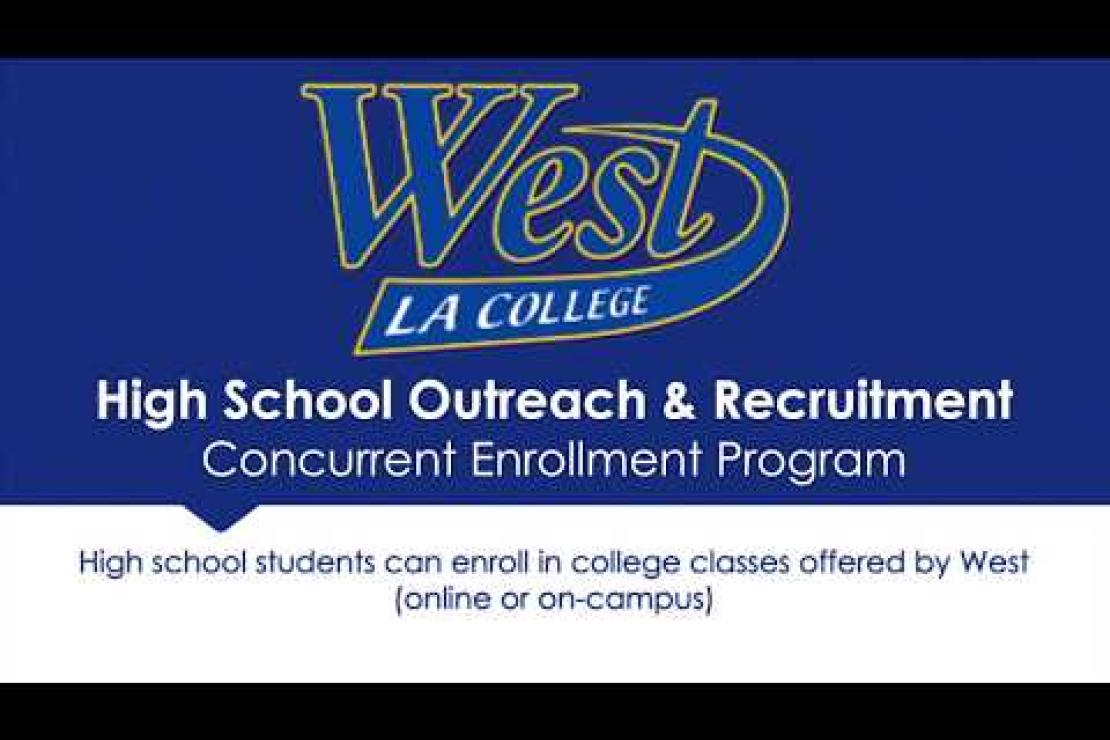 West
LA COLLEGE
High School Outreach & Recruitment
Concurrent Enrollment Program
High school students can enroll in college classes offered by West
(online or on-campus)